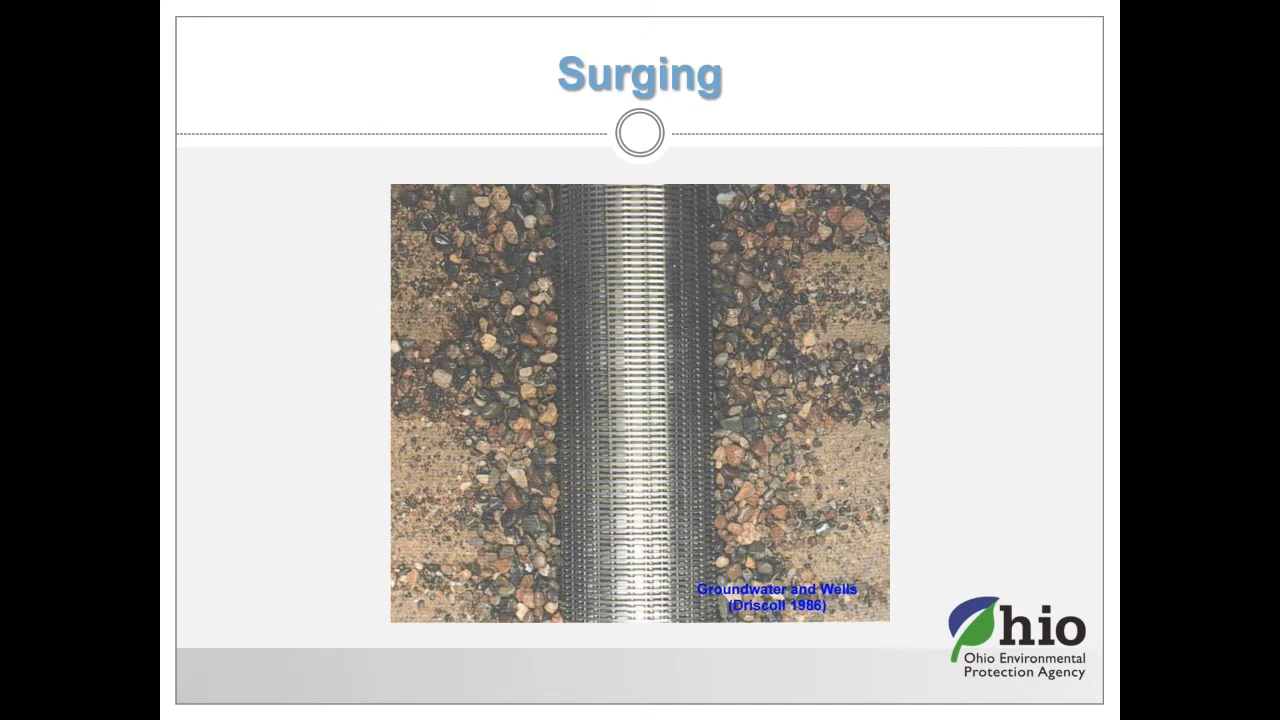 Surging
Groundwater and Wells
(Driscoll 1986)
Ohio
Ohio Environmental
Protection Agency